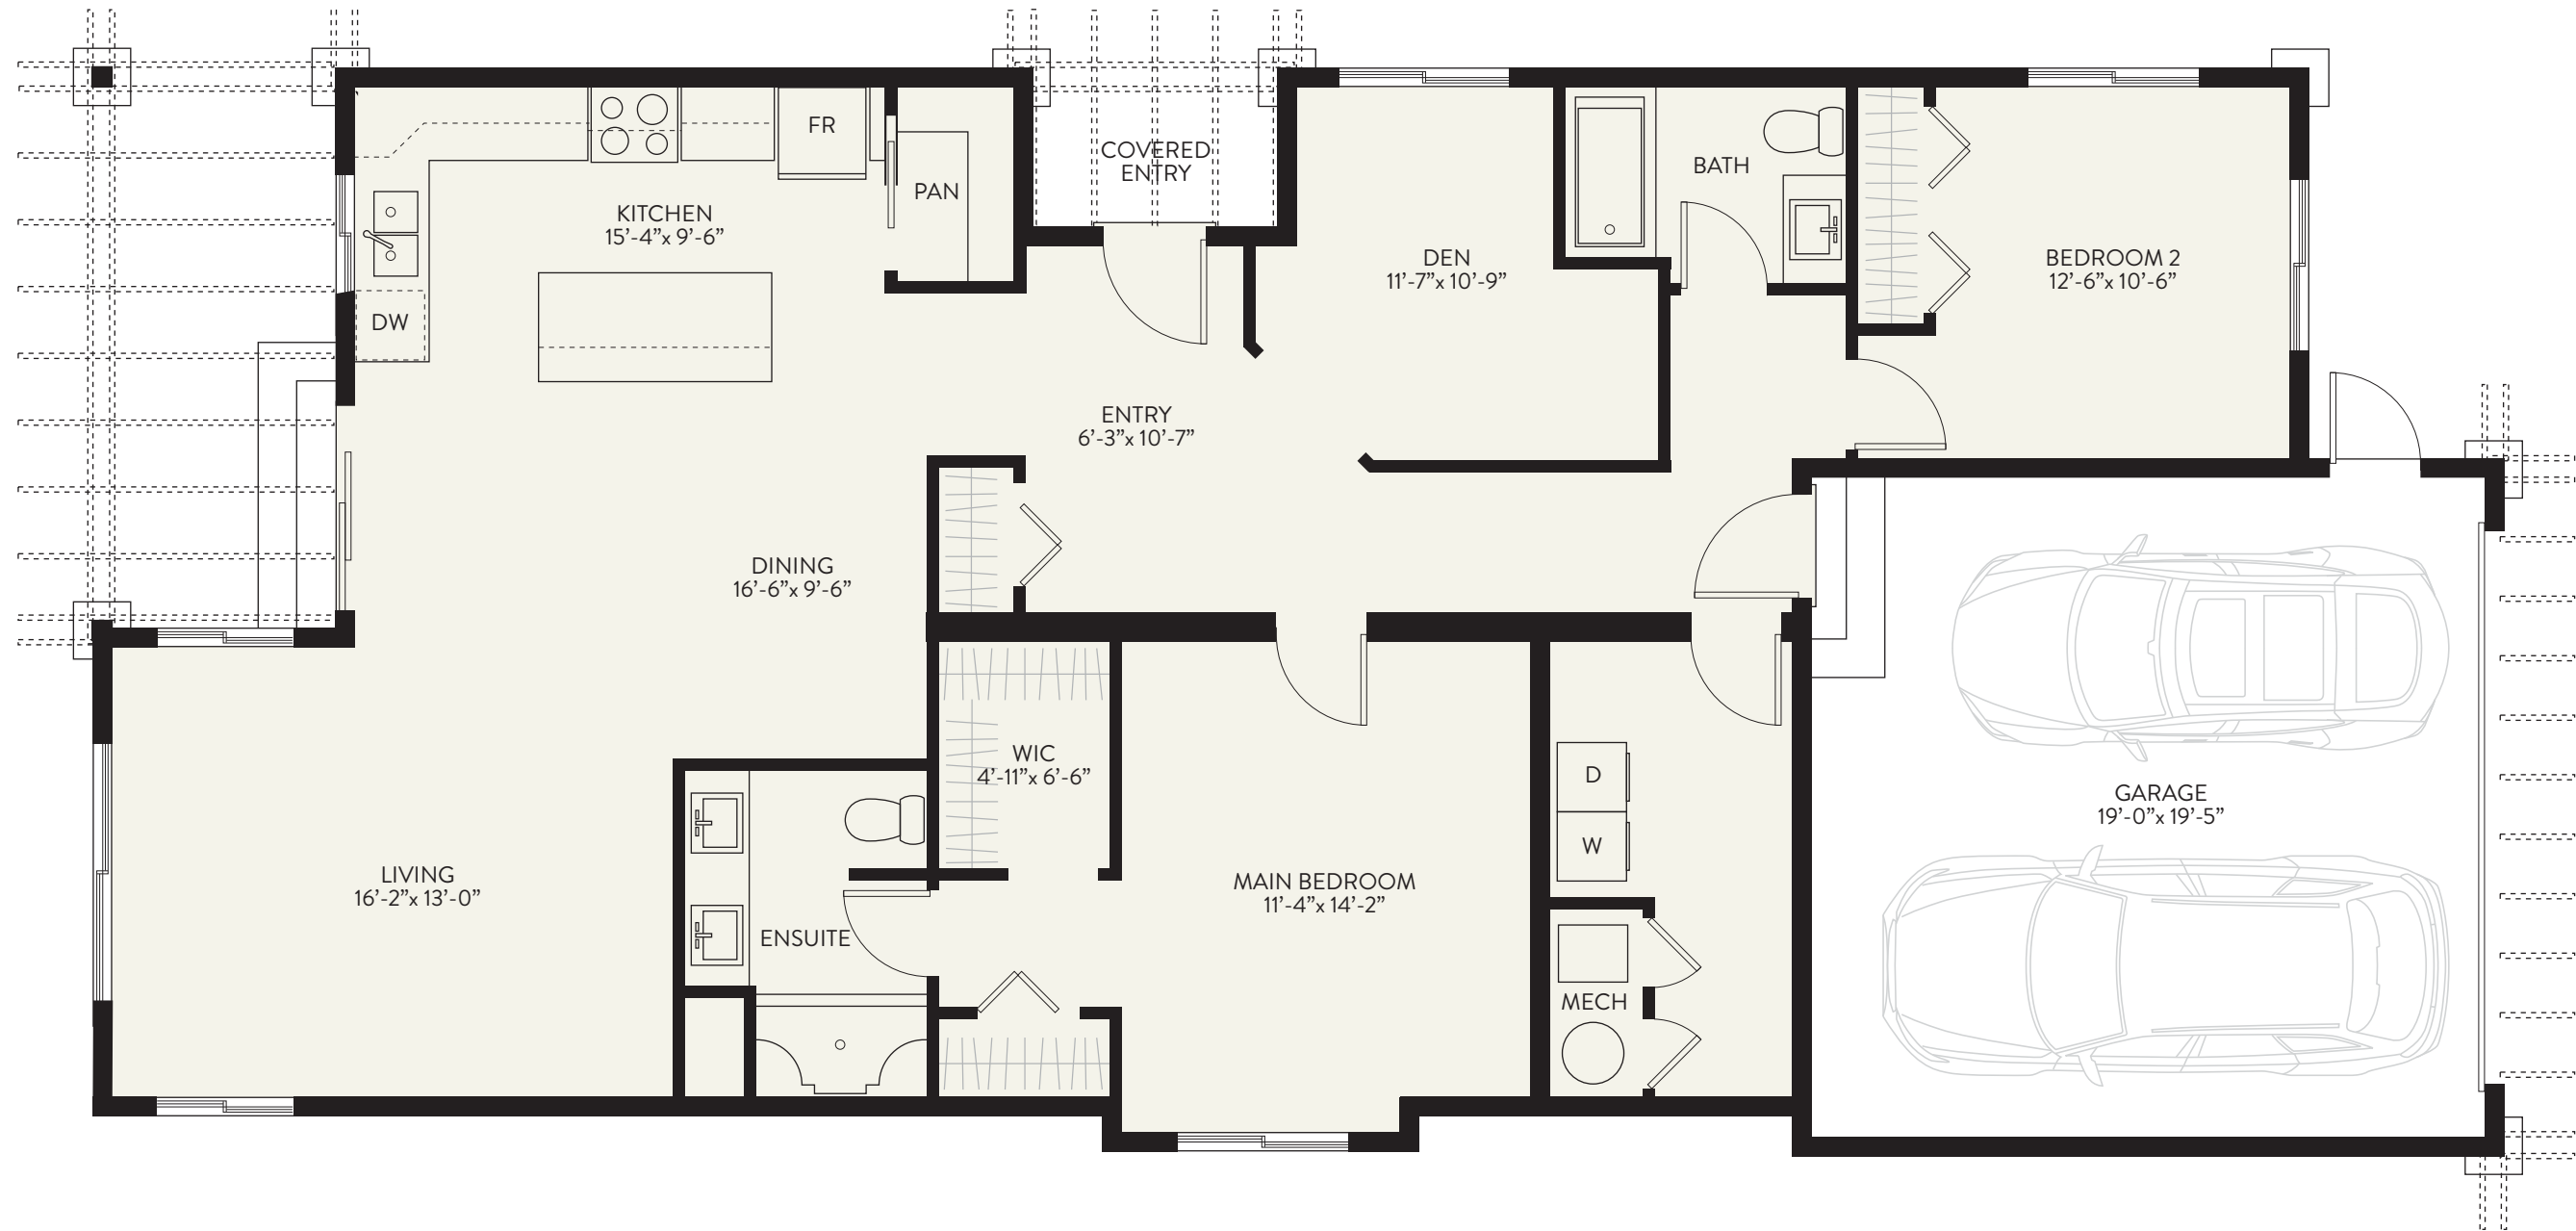 FR
COVERED
ENTRY
PAN
BATH
KITCHEN
15’-4”x 9’-6”
DEN
11’-7”x 10’-9”
BEDROOM 2
12’-6”x 10’-6”
DW
ENTRY
6’-3”x 10’-7”
DINING
16’-6”x 9’-6”
WIC
4’-11”x 6’-6”
D
GARAGE
19’-0”x 19’-5”
W
LIVING
16’-2”x 13’-0”
MAIN BEDROOM
11’-4”x 14’-2”
ENSUITE
MECH